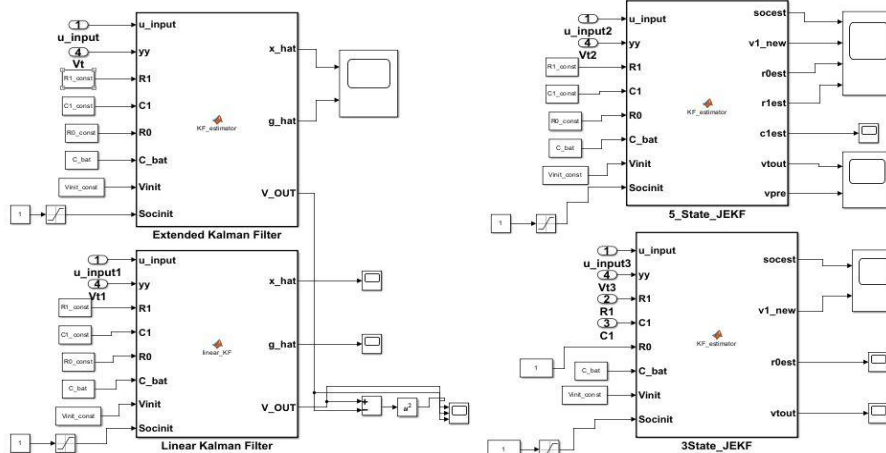 1
u_input
4
Vt
R1_const
C1_const
R0_const
C_bat
Vinit_const
1
u_input
yy
R1
C1
R0
C_bat
Vinit
Socinit
KF_estimator
x_hat
g_hat
V_OUT
Extended Kalman Filter
1
u_input1
4
Vt1
R1_const
C1_const
R0_const
C_bat
Vinit_const
1
u_input
yy
R1
C1
R0
C_bat
Vinit
Socinit
linear_KF
x_hat
g_hat
V_OUT
+
−
u²
Linear Kalman Filter
1
u_input2
4
Vt2
R1_const
C1_const
R0_const
C_bat
Vinit_const
1
u_input
yy
R1
C1
R0
C_bat
Vinit
Socinit
KF_estimator
socest
v1_new
r0est
r1est
c1est
vtout
vpre
5_State_JEKF
1
u_input3
4
Vt3
2
R1
3
C1
1
C_bat
Vinit_const
1
u_input
yy
R1
C1
R0
C_bat
Vinit
Socinit
KF_estimator
socest
v1_new
r0est
vtout
3State_JEKF